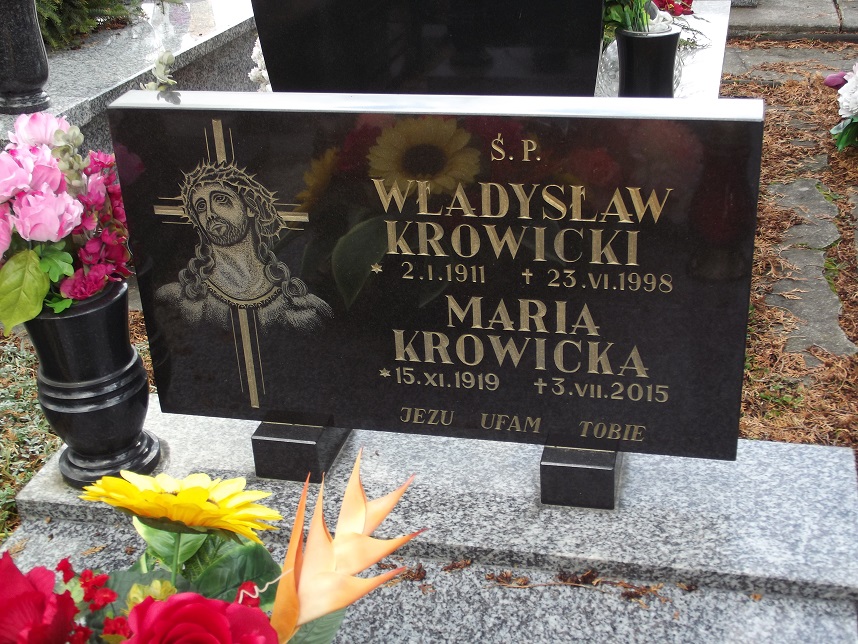 Ś. P.
WŁADYSŁAW
KROWICKI
* 2.I.1911 ✝ 23.VI.1998
MARIA
KROWICKA
* 15.XI.1919 ✝ 3.VII.2015
JEZU UFAM TOBIE